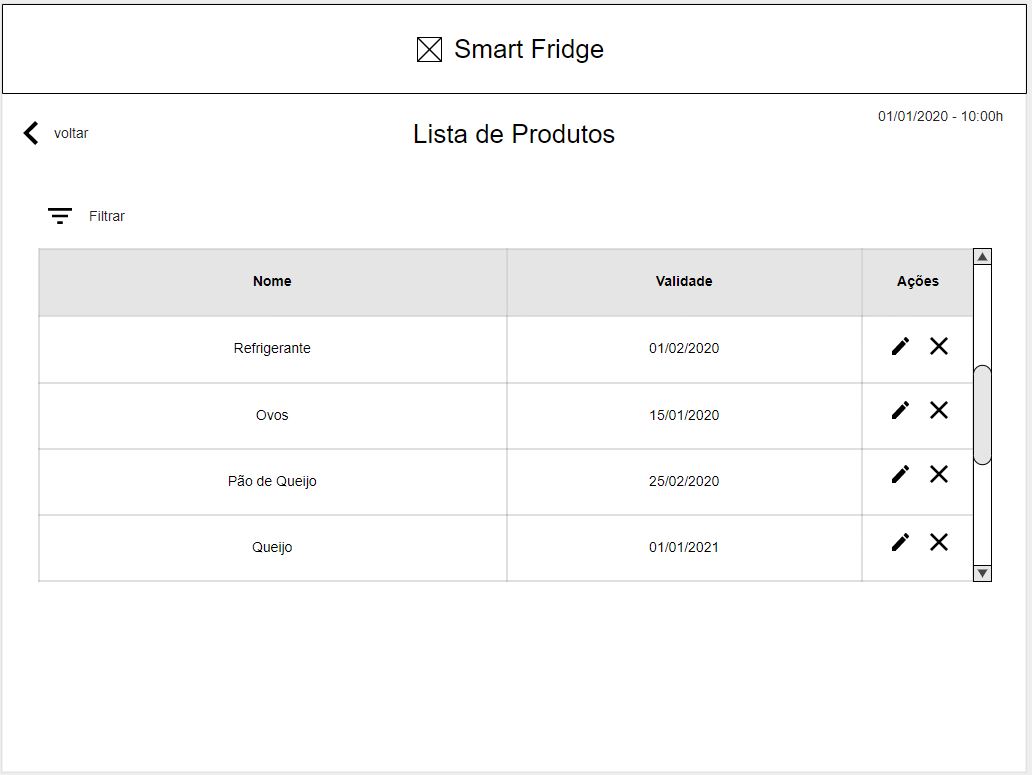 Smart Fridge
01/01/2020 - 10:00h
voltar
Lista de Produtos
Filtrar
Nome Validade Ações
Refrigerante 01/02/2020
Ovos 15/01/2020
Pão de Queijo 25/02/2020
Queijo 01/01/2021